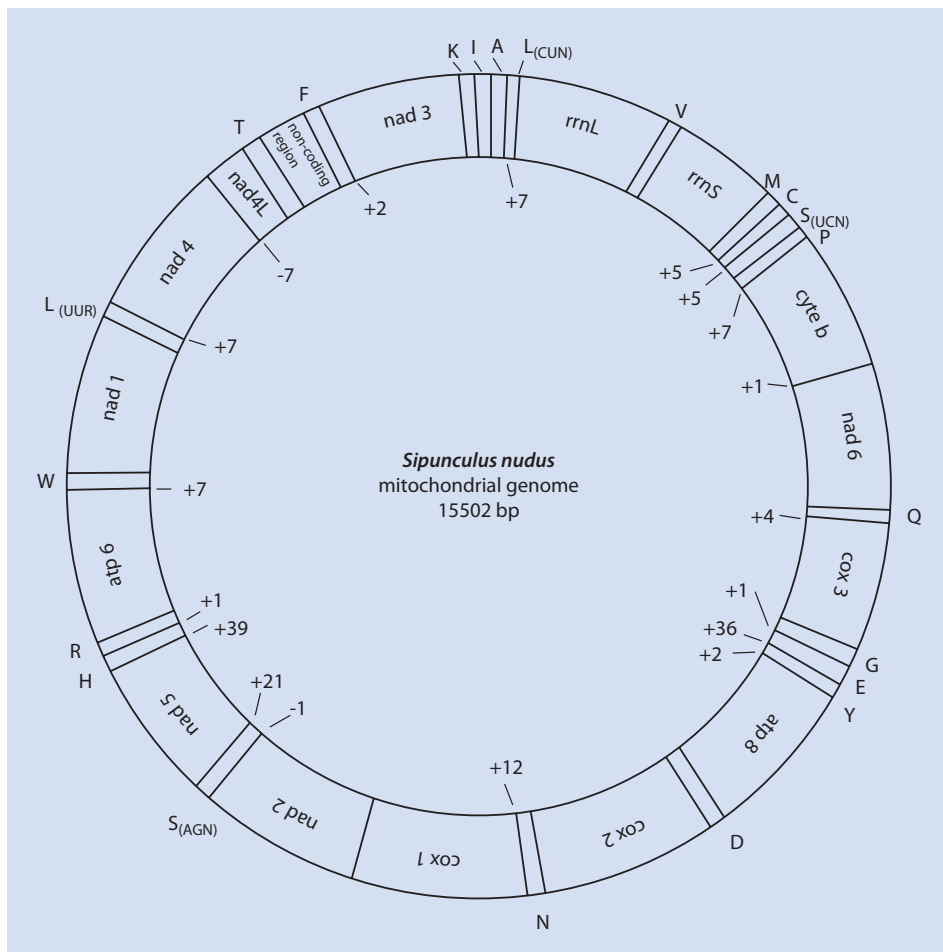 K
I
A
L(CUN)
nad 3
rrnL
V
rrnS
M
C
S(UCN)
P
cyte b
nad 6
Q
cox 3
G
E
Y
atp 8
D
cox 2
N
cox 1
nad 2
S(AGN)
nad 5
H
R
atp 6
W
nad 1
L (UUR)
nad 4
nad4L
T
non-coding
region
F
+2
+7
+5
+5
+7
+1
+4
+1
+36
+2
+12
-1
+21
+39
+1
+7
+7
-7
Sipunculus nudus
mitochondrial genome
15502 bp